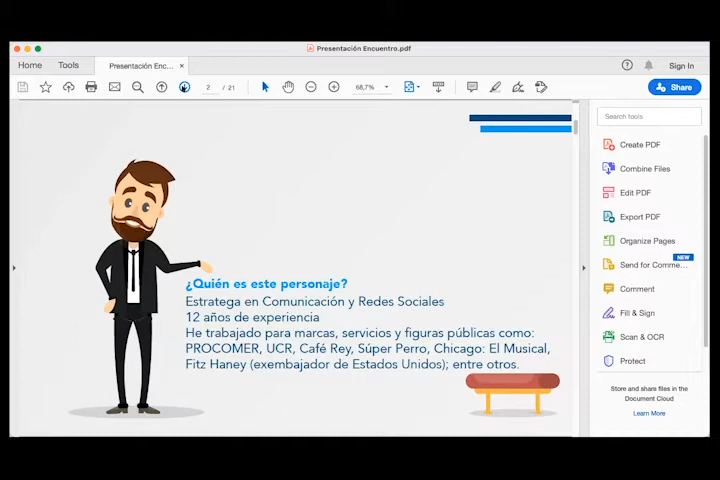 Presentación Encuentro.pdf
Home
Tools
Presentación Enc...
×
Sign In
2 / 21
68,7%
Share
Search tools
Create PDF
Combine Files
Edit PDF
Export PDF
Organize Pages
NEW
Send for Comme...
Comment
Fill & Sign
Scan & OCR
Protect
Store and share files in the
Document Cloud
Learn More
¿Quién es este personaje?
Estratega en Comunicación y Redes Sociales
12 años de experiencia
He trabajado para marcas, servicios y figuras públicas como:
PROCOMER, UCR, Café Rey, Súper Perro, Chicago: El Musical,
Fitz Haney (exembajador de Estados Unidos); entre otros.